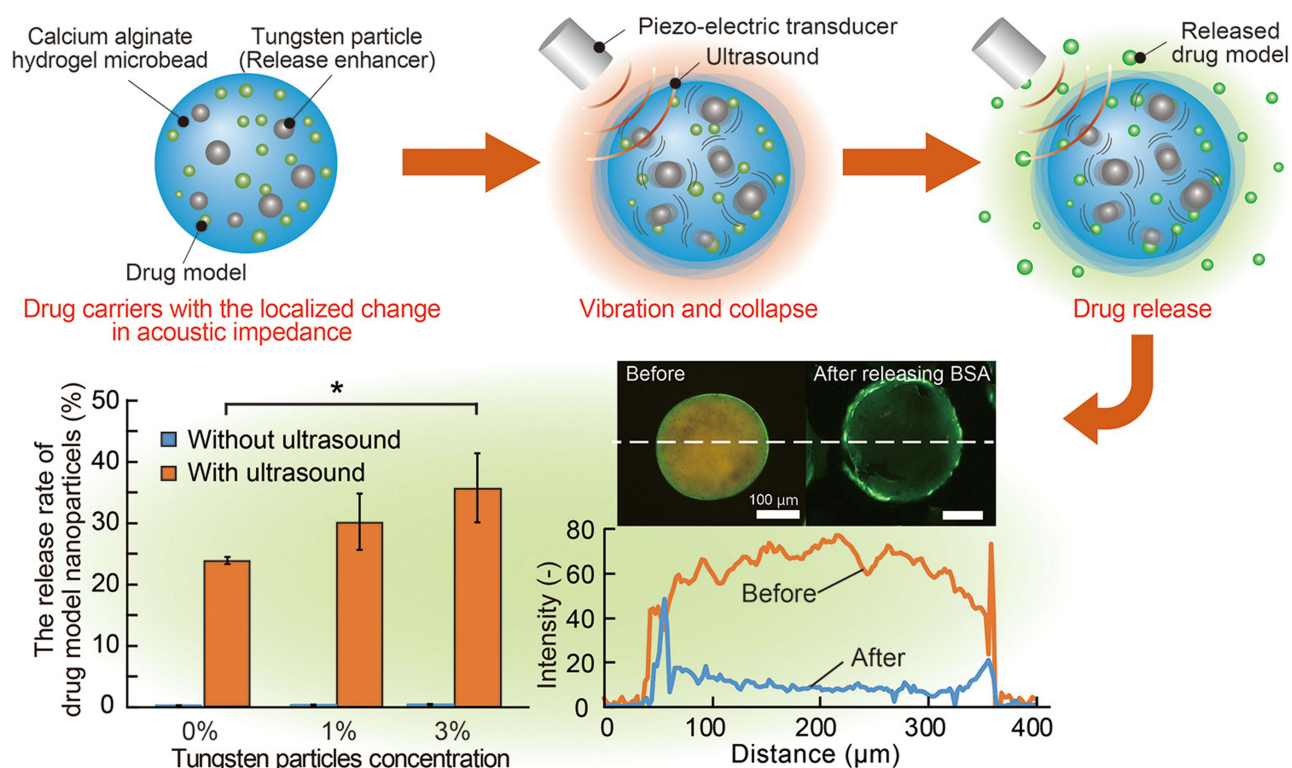 Calcium alginate
hydrogel microbead
Tungsten particle
(Release enhancer)
Drug model
Drug carriers with the localized change
in acoustic impedance
Piezo-electric transducer
Ultrasound
Vibration and collapse
Released
drug model
Drug release
The release rate of
drug model nanoparticels (%)
50
40
30
20
10
0
*
Without ultrasound
With ultrasound
0%
1%
3%
Tungsten particles concentration
Before
After releasing BSA
100 µm
Intensity (-)
80
60
40
20
0
Before
After
0
100
200
300
400
Distance (µm)